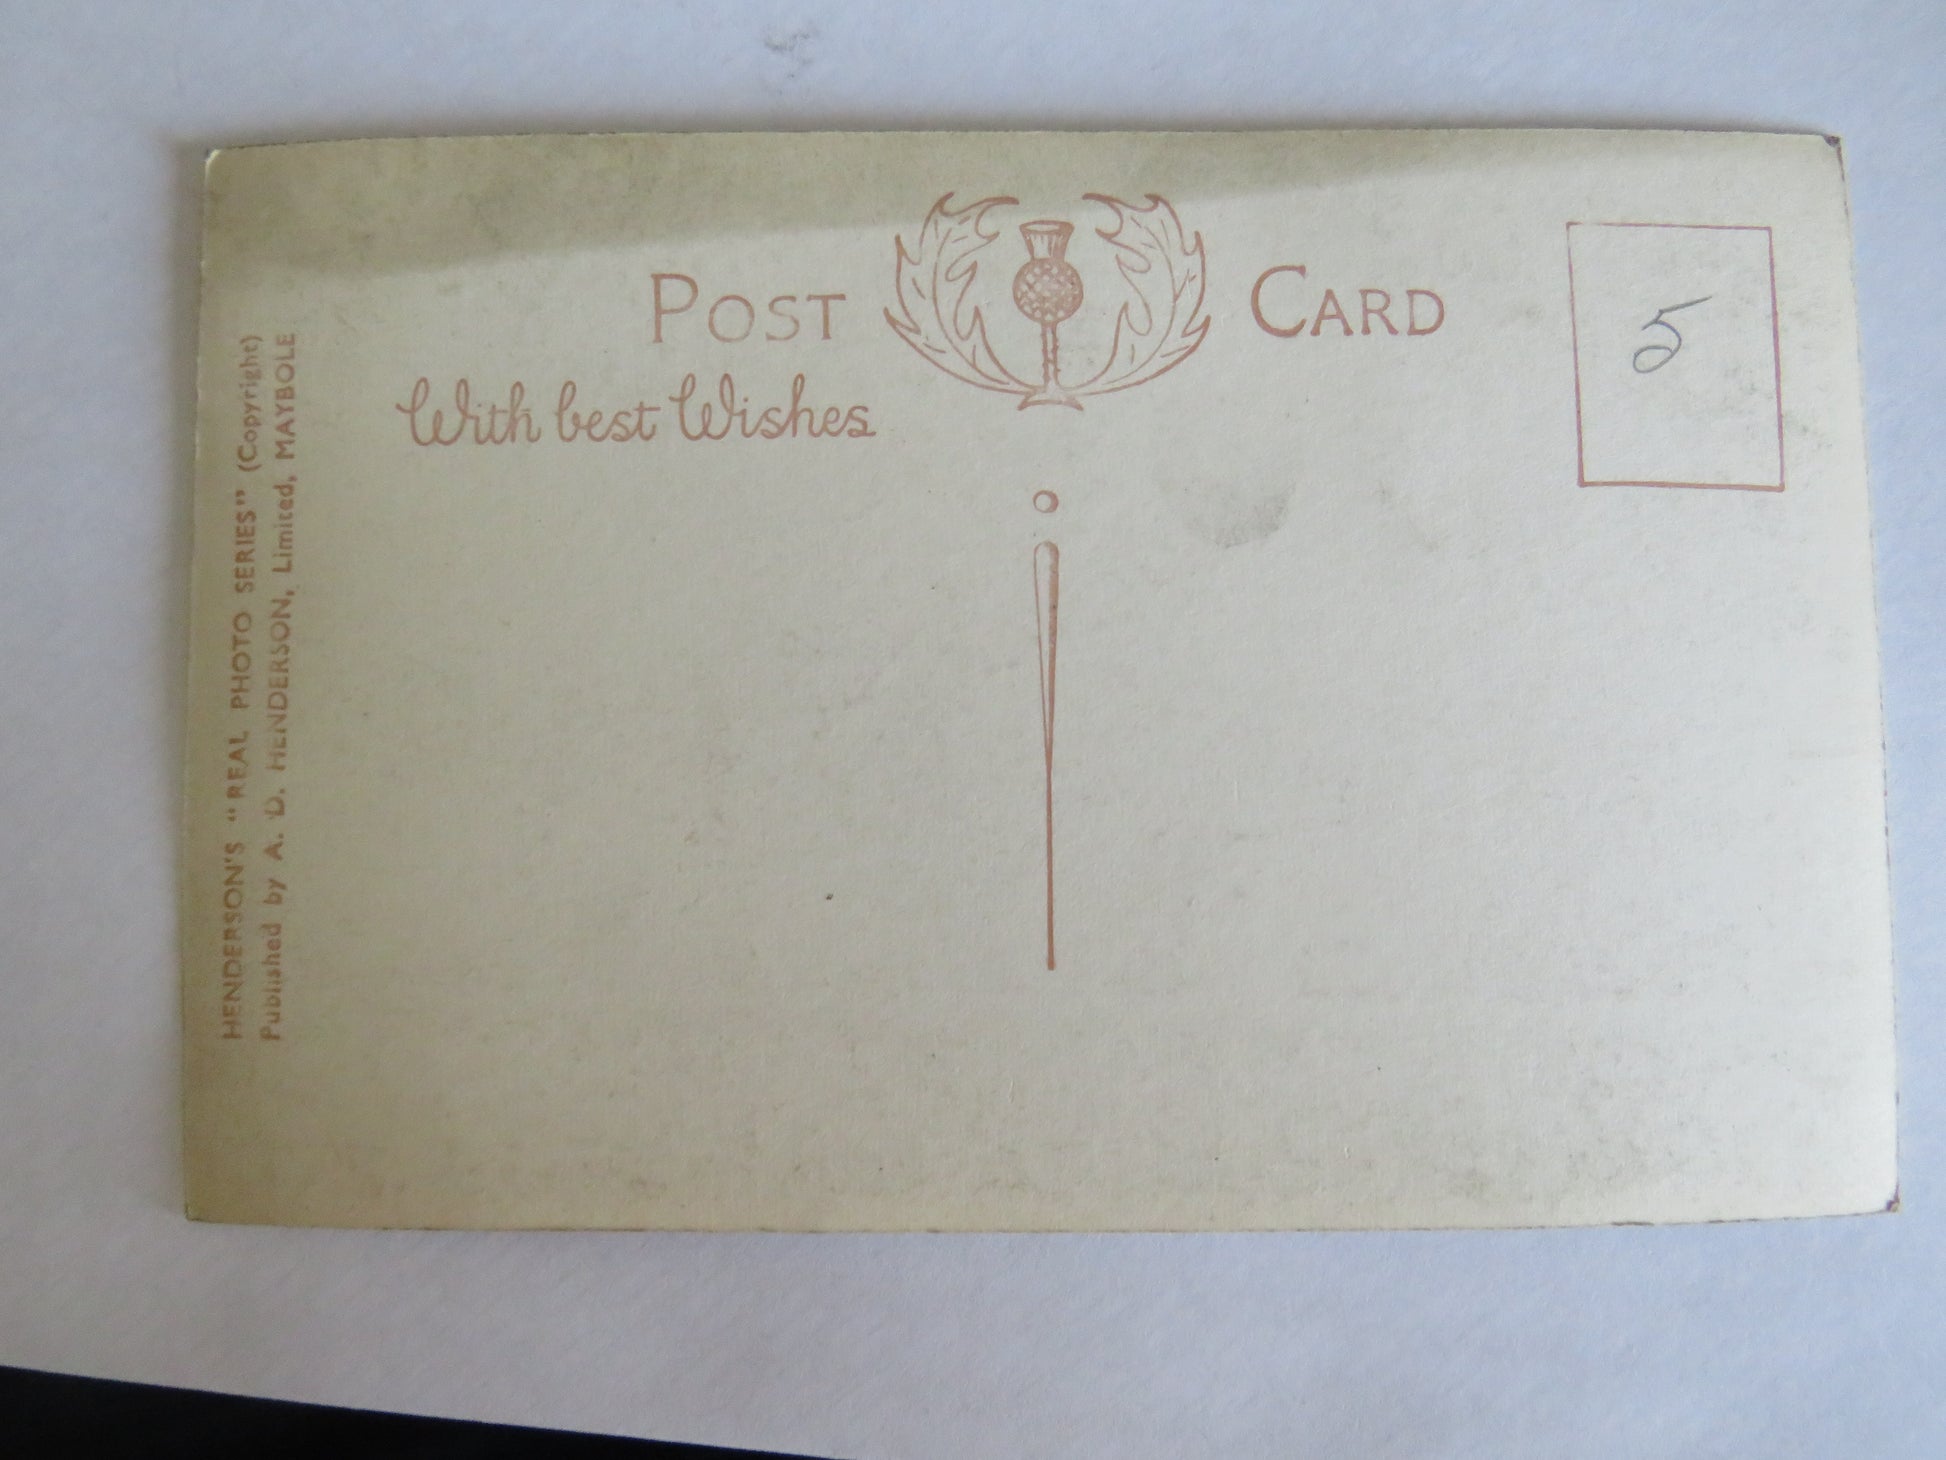 POST CARD
With best Wishes
5
HENDERSON'S "REAL PHOTO SERIES" (Copyright)
Published by A. D. HENDERSON, Limited, MAYBOLE